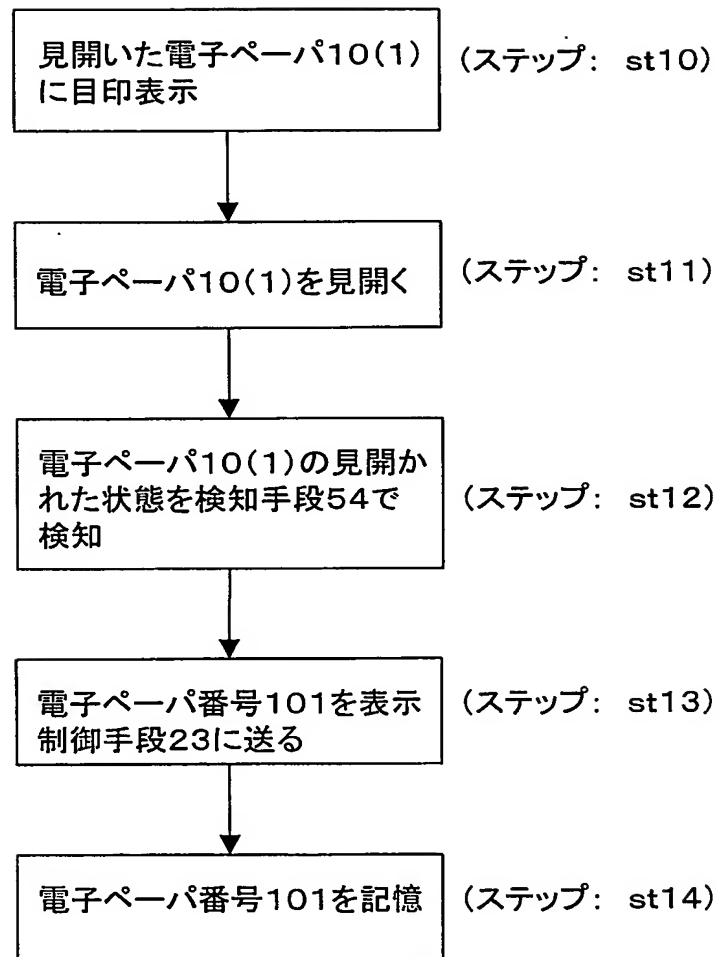 見開いた電子ペーパ10(1)
に目印表示
(ステップ: st10)
電子ペーパ10(1)を見開く
(ステップ: st11)
電子ペーパ10(1)の見開か
れた状態を検知手段54で
検知
(ステップ: st12)
電子ペーパ番号101を表示
制御手段23に送る
(ステップ: st13)
電子ペーパ番号101を記憶
(ステップ: st14)